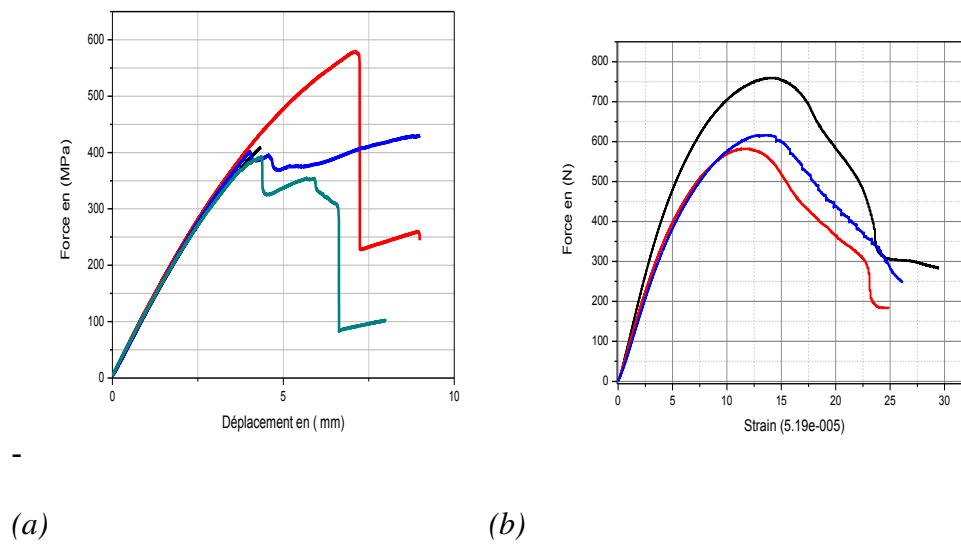 600
500
400
300
200
100
0
Force en (MPa)
0 5 10
Déplacement en ( mm)
800
700
600
500
400
300
200
100
0
Force en (N)
0 5 10 15 20 25 30
Strain (5.19e-005)
-
(a) (b)